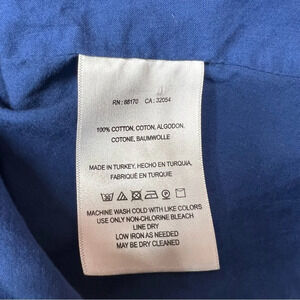 RN: 88170 CA: 32054
100% COTTON, COTON, ALGODON,
COTONE, BAUMWOLLE
MADE IN TURKEY, HECHO EN TURQUIA,
FABRIQUÉ EN TURQUIE
MACHINE WASH COLD WITH LIKE COLORS
USE ONLY NON-CHLORINE BLEACH
LINE DRY
LOW IRON AS NEEDED
MAY BE DRY CLEANED